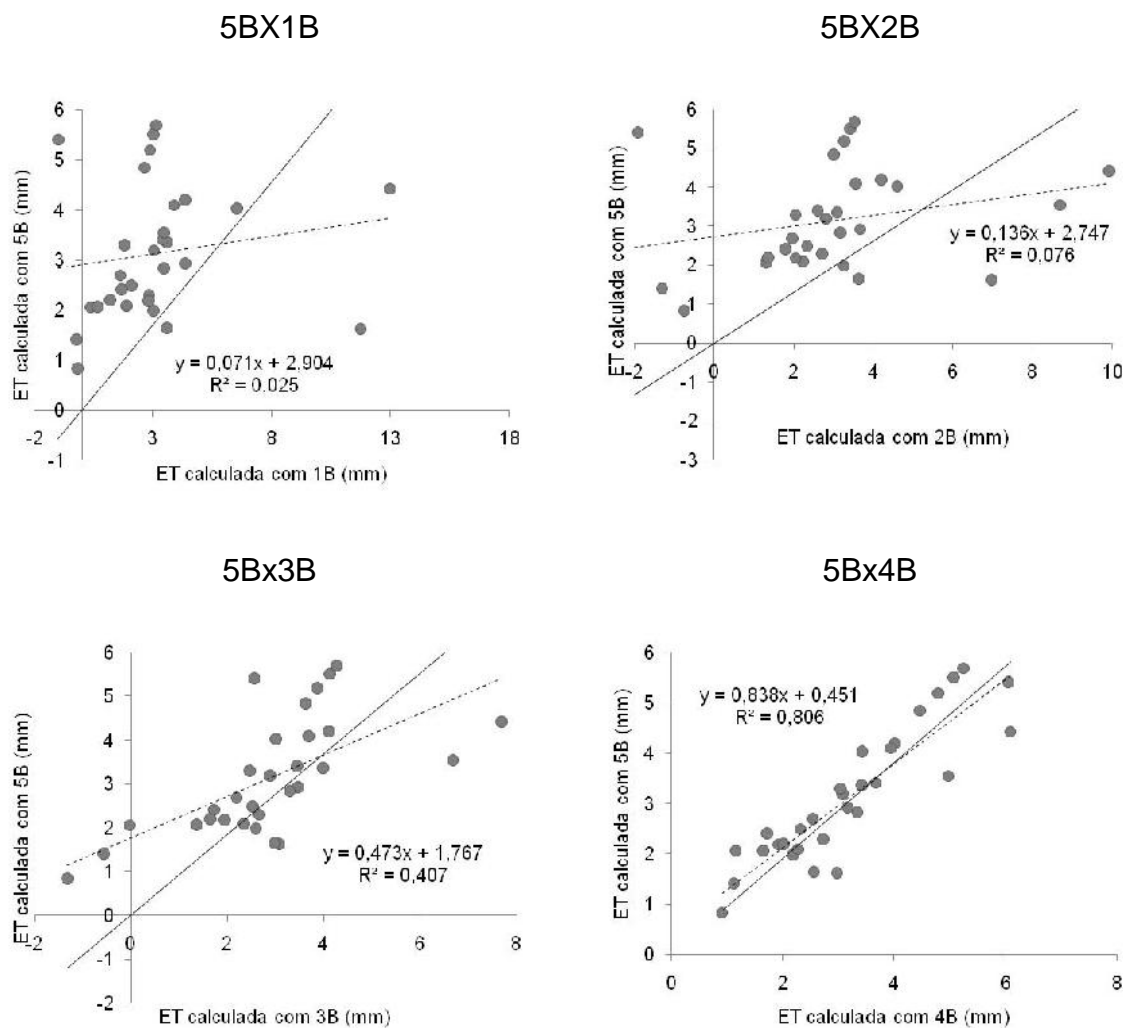 5BX1B
5BX2B
ET calculada com 5B (mm)
6
5
4
3
2
1
0
-1
-2
3
8
13
18
y = 0,071x + 2,904
R² = 0,025
ET calculada com 1B (mm)
ET calculada com 5B (mm)
6
5
4
3
2
1
0
-1
-2
-3
-2
0
2
4
6
8
10
y = 0,136x + 2,747
R² = 0,076
ET calculada com 2B (mm)
5Bx3B
5Bx4B
ET calculada com 5B (mm)
6
5
4
3
2
1
0
-1
-2
-2
0
2
4
6
8
y = 0,473x + 1,767
R² = 0,407
ET calculada com 3B (mm)
ET calculada com 5B (mm)
6
5
4
3
2
1
0
0
2
4
6
8
y = 0,838x + 0,451
R² = 0,806
ET calculada com 4B (mm)